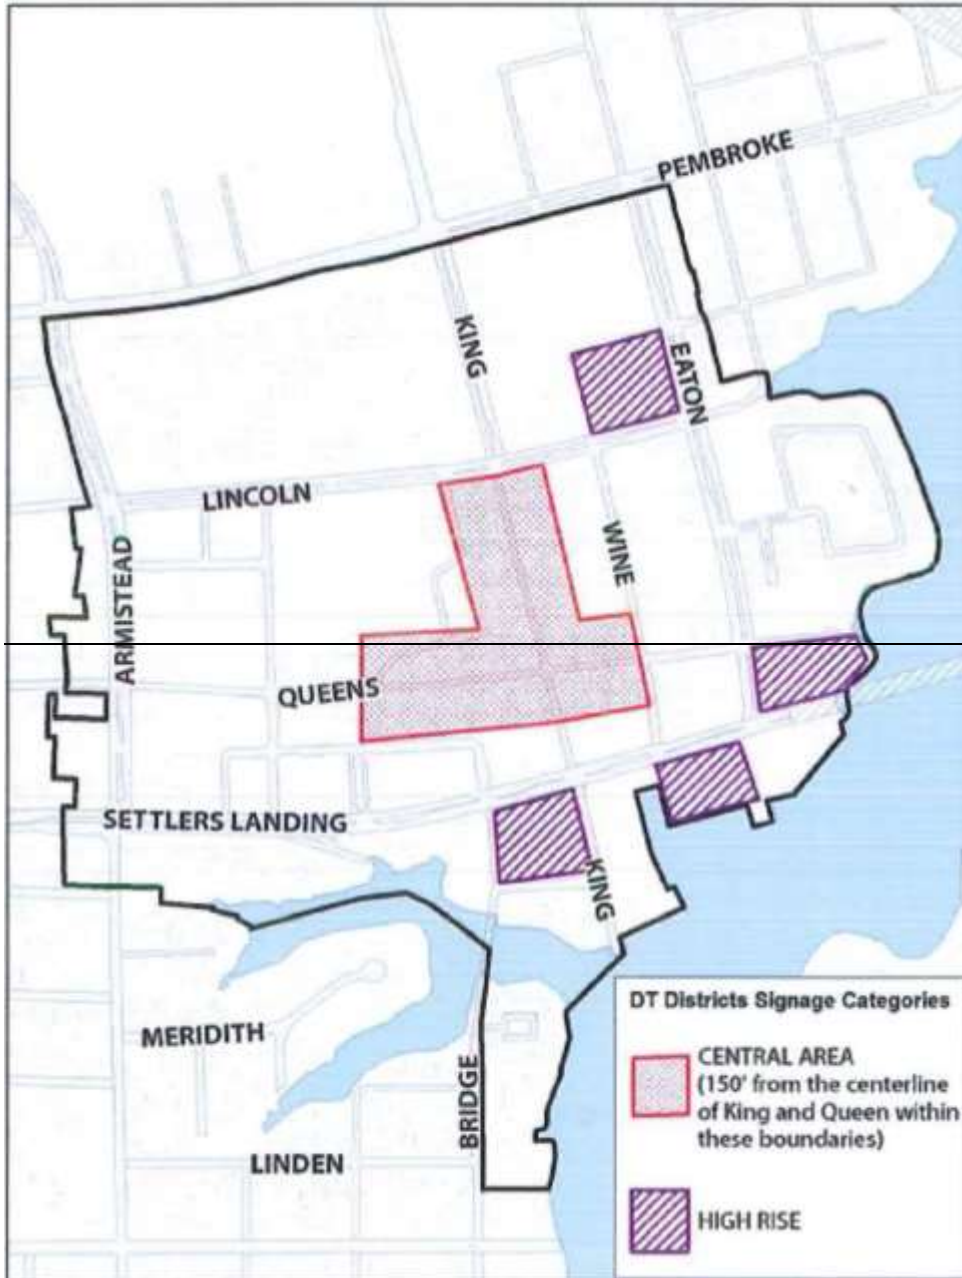 PEMBROKE
KING
EATON
LINCOLN
WINE
ARMISTEAD
QUEENS
SETTLERS LANDING
KING
MERIDITH
BRIDGE
LINDEN
DT Districts Signage Categories
CENTRAL AREA
(150' from the centerline
of King and Queen within
these boundaries)
HIGH RISE